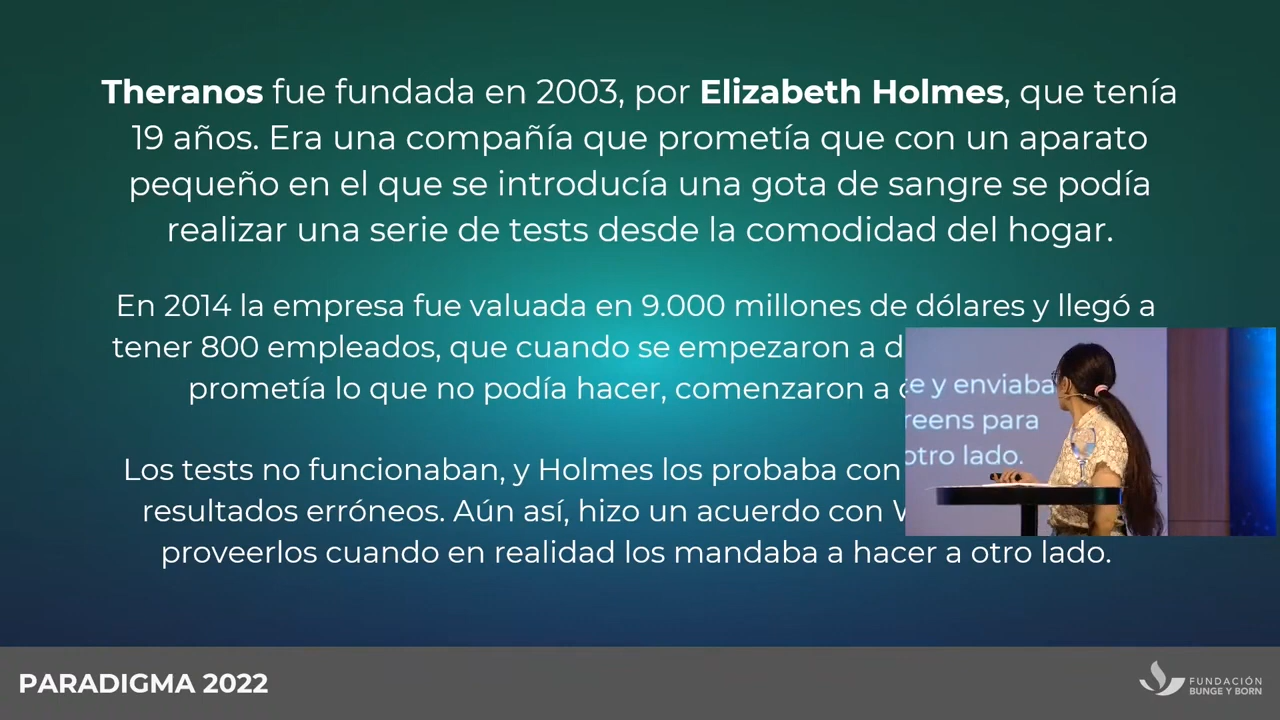 Theranos fue fundada en 2003, por Elizabeth Holmes, que tenía
19 años. Era una compañía que prometía que con un aparato
pequeño en el que se introducía una gota de sangre se podía
realizar una serie de tests desde la comodidad del hogar.
En 2014 la empresa fue valuada en 9.000 millones de dólares y llegó a
tener 800 empleados, que cuando se empezaron a
prometía lo que no podía hacer, comenzaron a
Los tests no funcionaban, y Holmes los probaba con
resultados erróneos. Aún así, hizo un acuerdo con
proveerlos cuando en realidad los mandaba a hacer a otro lado.
e y enviaba
reens para
otro lado.
PARADIGMA 2022
FUNDACIÓN
BUNGE Y BORN